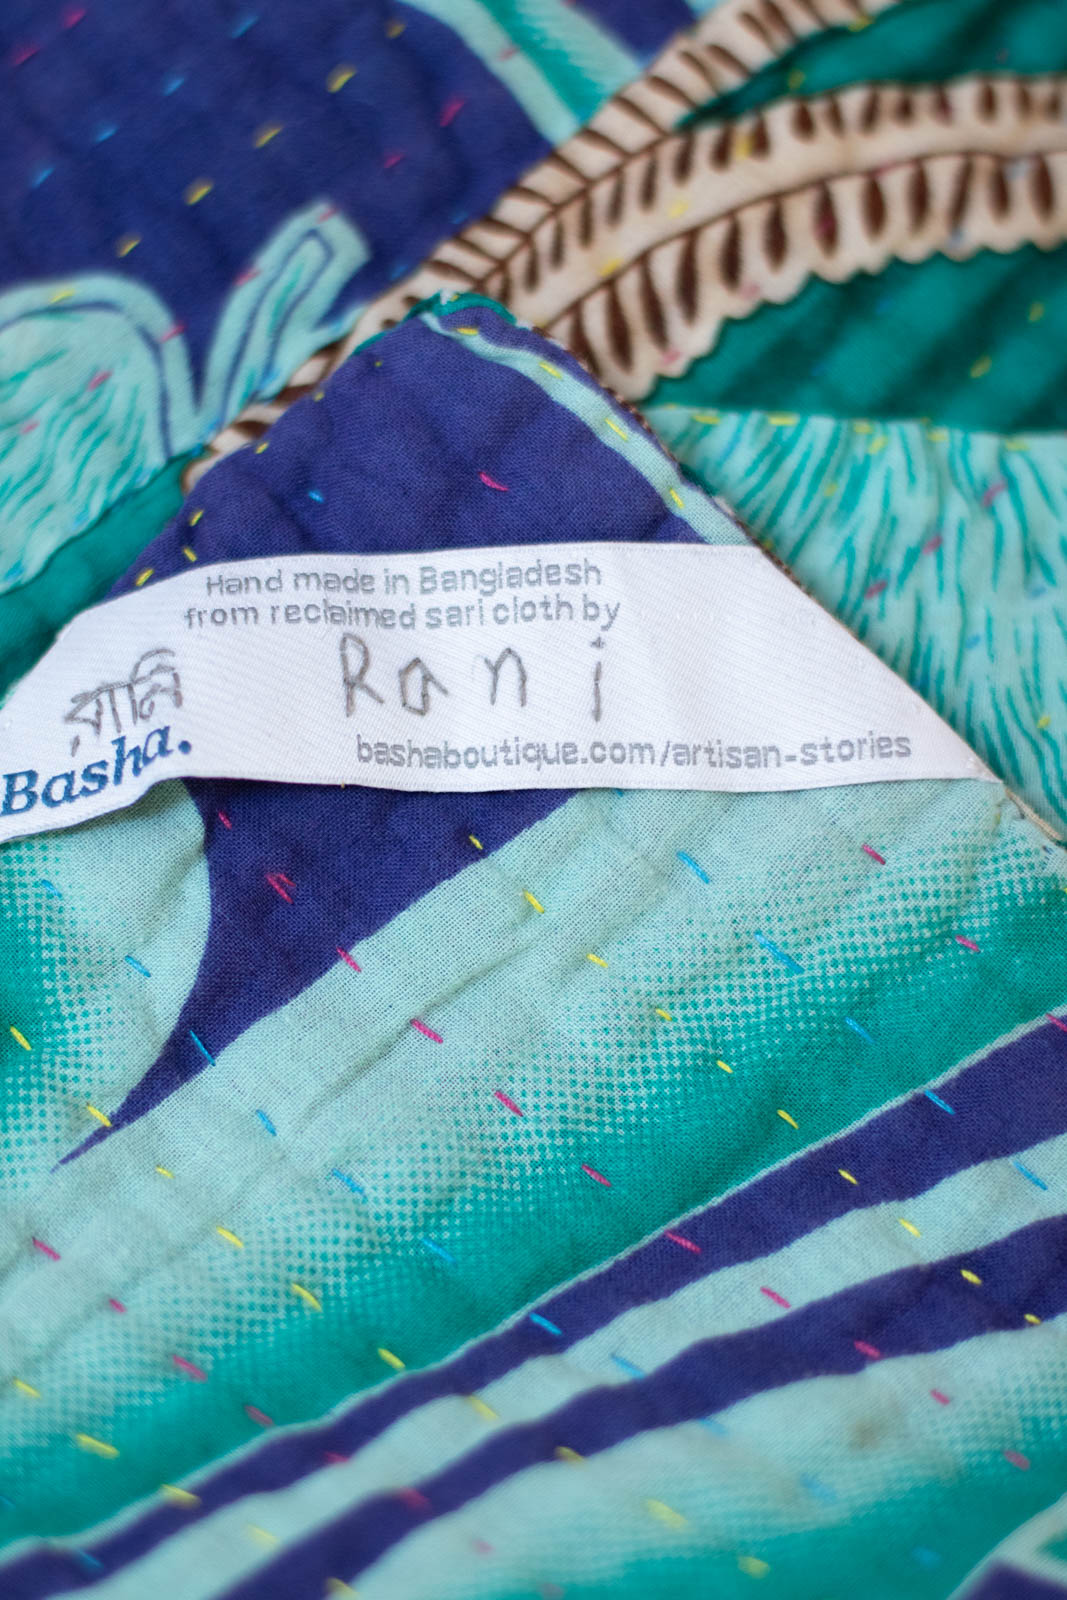 Hand made in Bangladesh
from reclaimed sari cloth by
রানি
Rani
Basha.
bashaboutique.com/artisan-stories